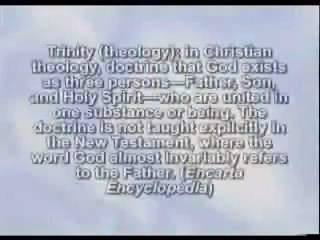 Trinity (theology): in Christian
theology, doctrine that God exists
as three persons—Father, Son,
and Holy Spirit—who are united in
one substance or being. The
doctrine is not taught explicitly in
the New Testament, where the
word God almost invariably refers
to the Father. (Encarta
Encyclopedia)